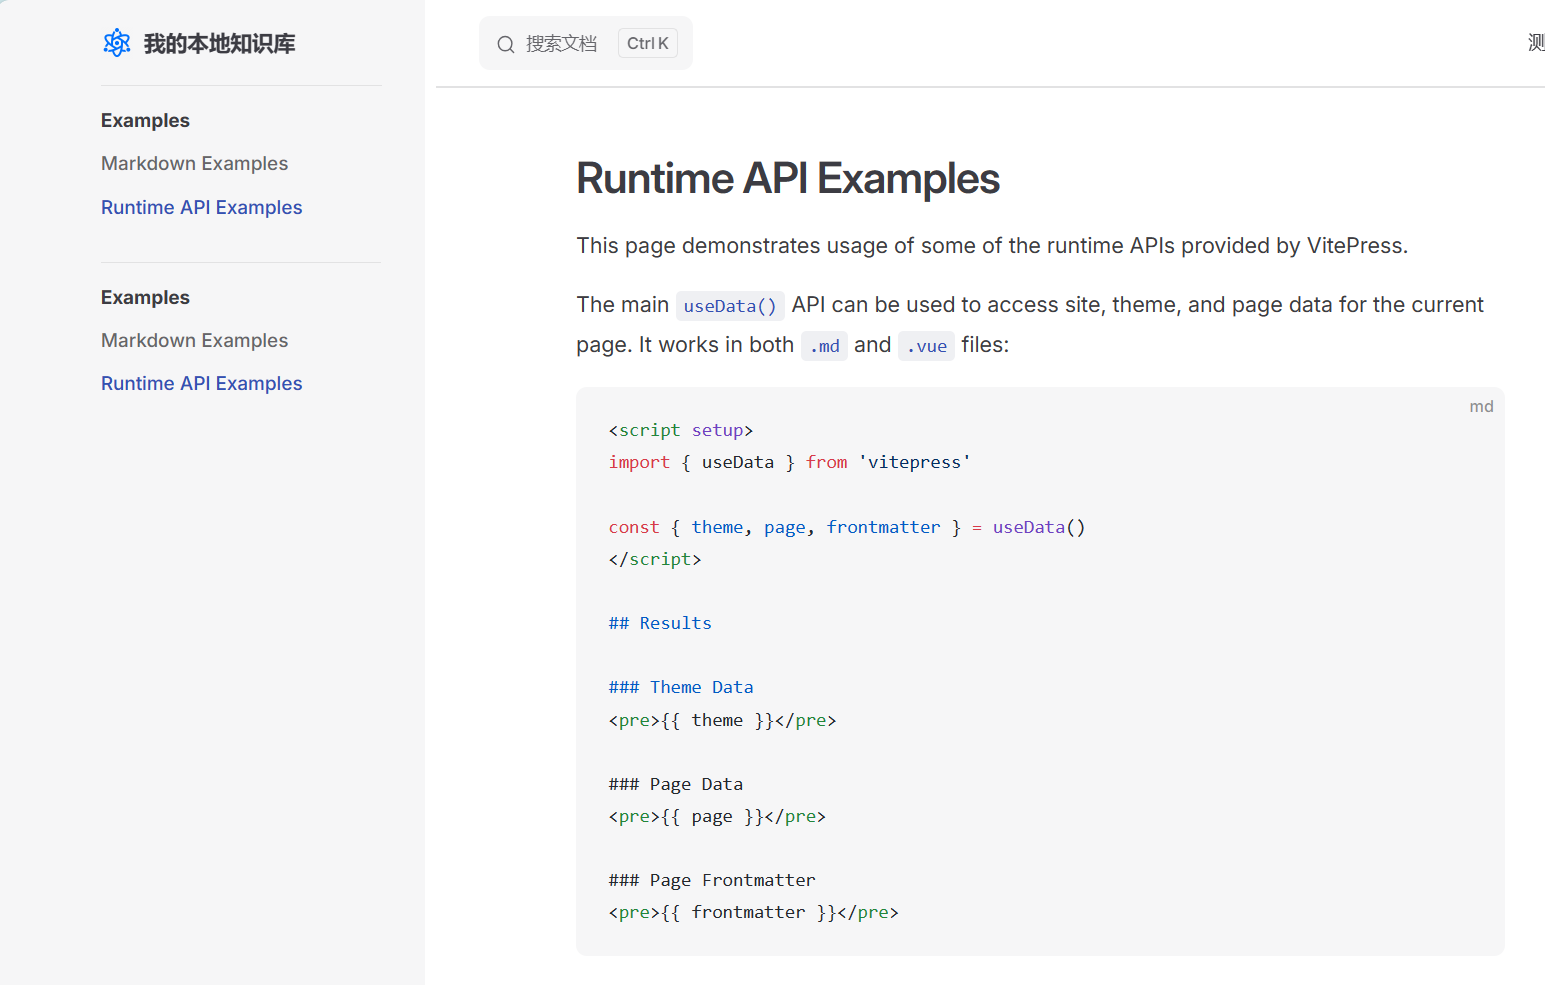 我的本地知识库
搜索文档 Ctrl K
测
Examples
Markdown Examples
Runtime API Examples
Examples
Markdown Examples
Runtime API Examples
Runtime API Examples
This page demonstrates usage of some of the runtime APIs provided by VitePress.
The main useData() API can be used to access site, theme, and page data for the current
page. It works in both .md and .vue files:
md
<script setup>
import { useData } from 'vitepress'
const { theme, page, frontmatter } = useData()
</script>
## Results
### Theme Data
<pre>{{ theme }}</pre>
### Page Data
<pre>{{ page }}</pre>
### Page Frontmatter
<pre>{{ frontmatter }}</pre>